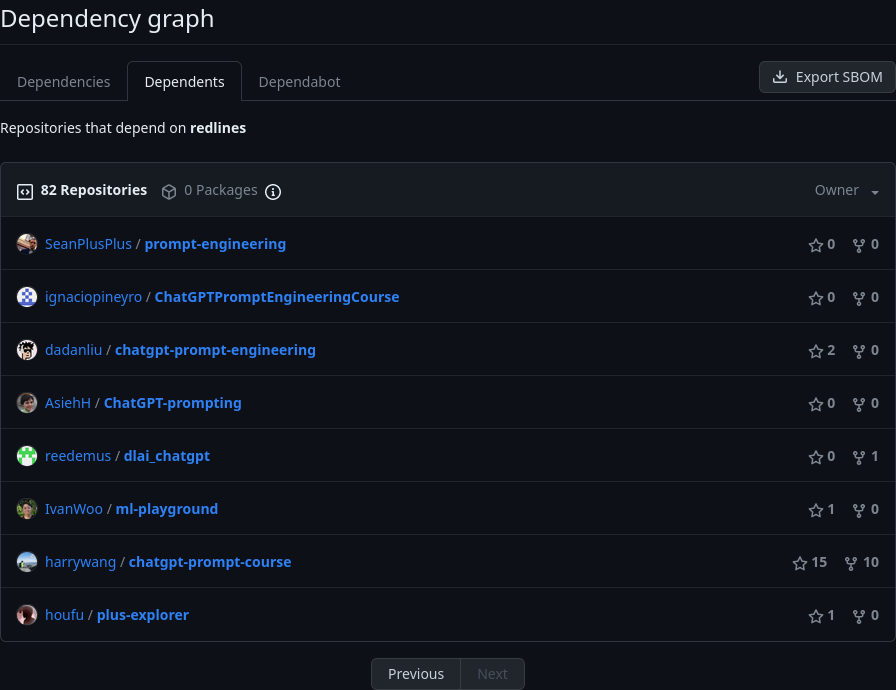 Dependency graph
Dependencies Dependents Dependabot Export SBOM
Repositories that depend on redlines
82 Repositories 0 Packages Owner
SeanPlusPlus / prompt-engineering 0 0
ignaciopineyro / ChatGPTPromptEngineeringCourse 0 0
dadanliu / chatgpt-prompt-engineering 2 0
AsiehH / ChatGPT-prompting 0 0
reedemus / dlai_chatgpt 0 1
IvanWoo / ml-playground 1 0
harrywang / chatgpt-prompt-course 15 10
houfu / plus-explorer 1 0
Previous Next